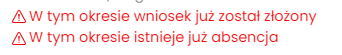 W tym okresie wniosek już został złożony
W tym okresie istnieje już absencja